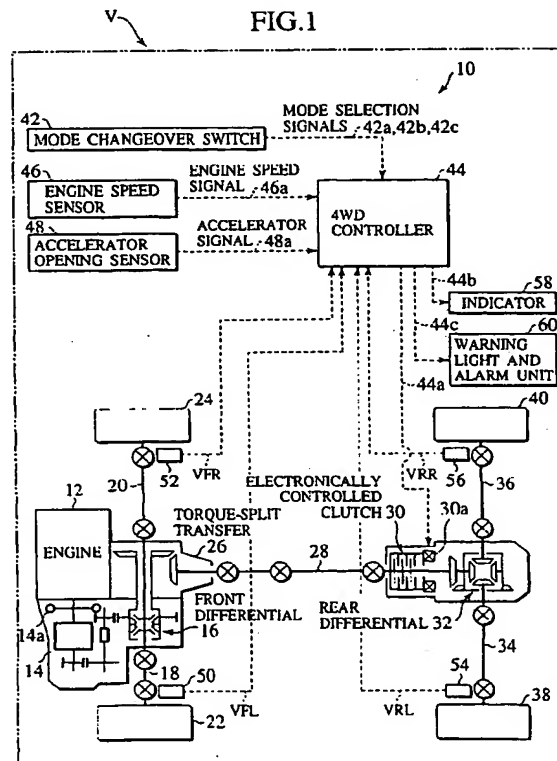 FIG.1
V
10
42
MODE CHANGEOVER SWITCH
MODE SELECTION
SIGNALS 42a,42b,42c
46
ENGINE SPEED
SENSOR
ENGINE SPEED
SIGNAL 46a
44
4WD
CONTROLLER
48
ACCELERATOR
OPENING SENSOR
ACCELERATOR
SIGNAL 48a
44b
58
INDICATOR
44c
60
WARNING
LIGHT AND
ALARM UNIT
44a
24
40
52
VFR
20
VRR
56
36
12
ENGINE
TORQUE-SPLIT
TRANSFER
26
ELECTRONICALLY
CONTROLLED
CLUTCH 30
30a
28
FRONT
DIFFERENTIAL
16
REAR
DIFFERENTIAL 32
14a
14
34
18
50
54
VFL
VRL
22
38